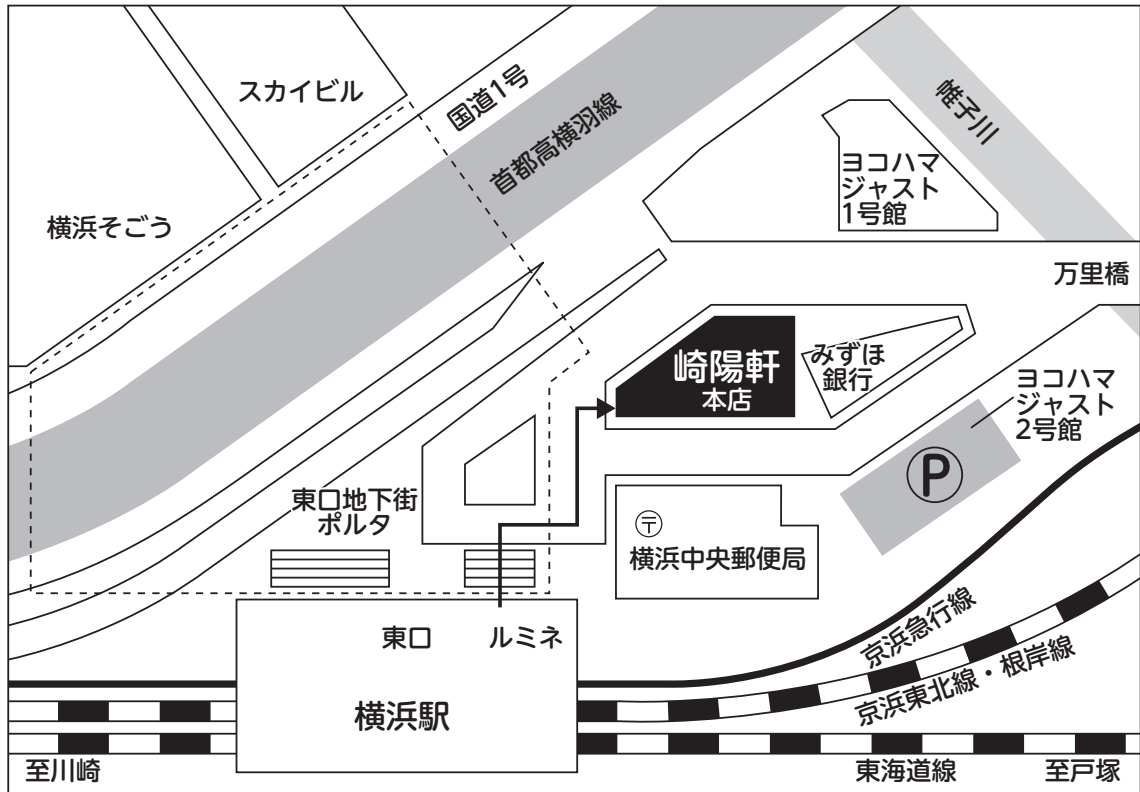 スカイビル
国道1号
首都高横羽線
帷子川
ヨコハマ
ジャスト
1号館
横浜そごう
万里橋
崎陽軒
本店
みずほ
銀行
ヨコハマ
ジャスト
2号館
P
東口地下街
ポルタ
〒
横浜中央郵便局
東口
ルミネ
京浜急行線
京浜東北線・根岸線
横浜駅
至川崎
東海道線
至戸塚